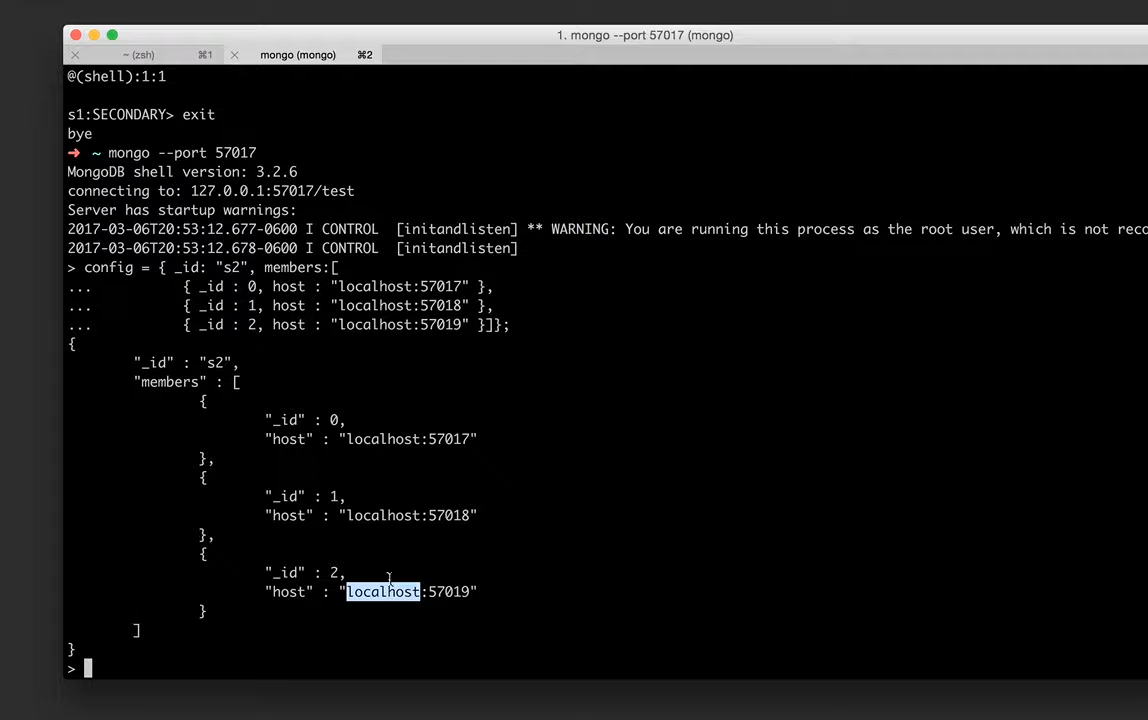 1. mongo --port 57017 (mongo)
~ (zsh) ⌘1 mongo (mongo) ⌘2
@(shell):1:1
s1:SECONDARY> exit
bye
➜ ~ mongo --port 57017
MongoDB shell version: 3.2.6
connecting to: 127.0.0.1:57017/test
Server has startup warnings:
2017-03-06T20:53:12.677-0600 I CONTROL  [initandlisten] ** WARNING: You are running this process as the root user, which is not reco
2017-03-06T20:53:12.678-0600 I CONTROL  [initandlisten]
> config = { _id: "s2", members:[
...           { _id : 0, host : "localhost:57017" },
...           { _id : 1, host : "localhost:57018" },
...           { _id : 2, host : "localhost:57019" }]};
{
"_id" : "s2",
"members" : [
{
"_id" : 0,
"host" : "localhost:57017"
},
{
"_id" : 1,
"host" : "localhost:57018"
},
{
"_id" : 2,
"host" : "localhost:57019"
}
]
}
>